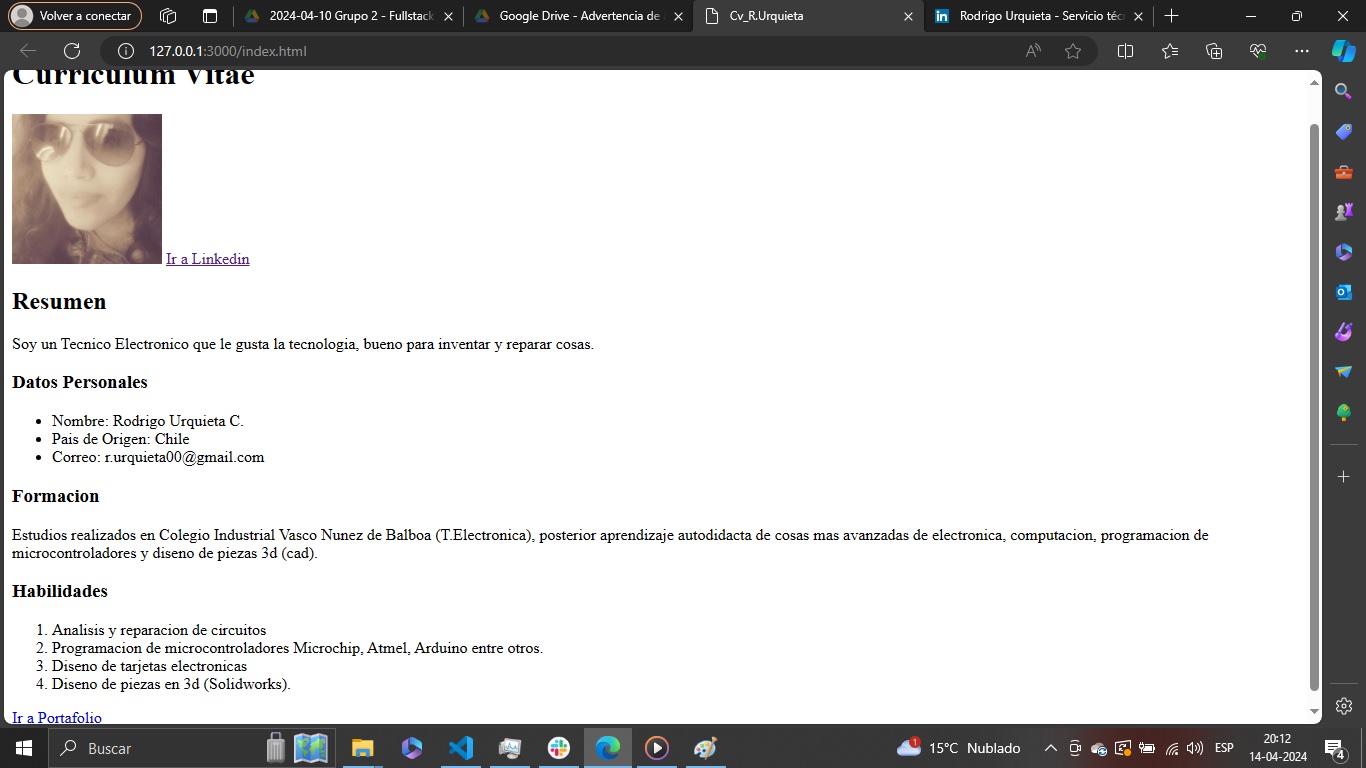 Volver a conectar
2024-04-10 Grupo 2 - Fullstack
Google Drive - Advertencia de
Cv_R.Urquieta
Rodrigo Urquieta - Servicio téc
127.0.0.1:3000/index.html
Curriculum Vitae
Ir a Linkedin
Resumen
Soy un Tecnico Electronico que le gusta la tecnologia, bueno para inventar y reparar cosas.
Datos Personales
Nombre: Rodrigo Urquieta C.
Pais de Origen: Chile
Correo: r.urquieta00@gmail.com
Formacion
Estudios realizados en Colegio Industrial Vasco Nunez de Balboa (T.Electronica), posterior aprendizaje autodidacta de cosas mas avanzadas de electronica, computacion, programacion de
microcontroladores y diseno de piezas 3d (cad).
Habilidades
1. Analisis y reparacion de circuitos
2. Programacion de microcontroladores Microchip, Atmel, Arduino entre otros.
3. Diseno de tarjetas electronicas
4. Diseno de piezas en 3d (Solidworks).
Ir a Portafolio
Buscar
1
15°C Nublado
ESP
20:12
14-04-2024
4